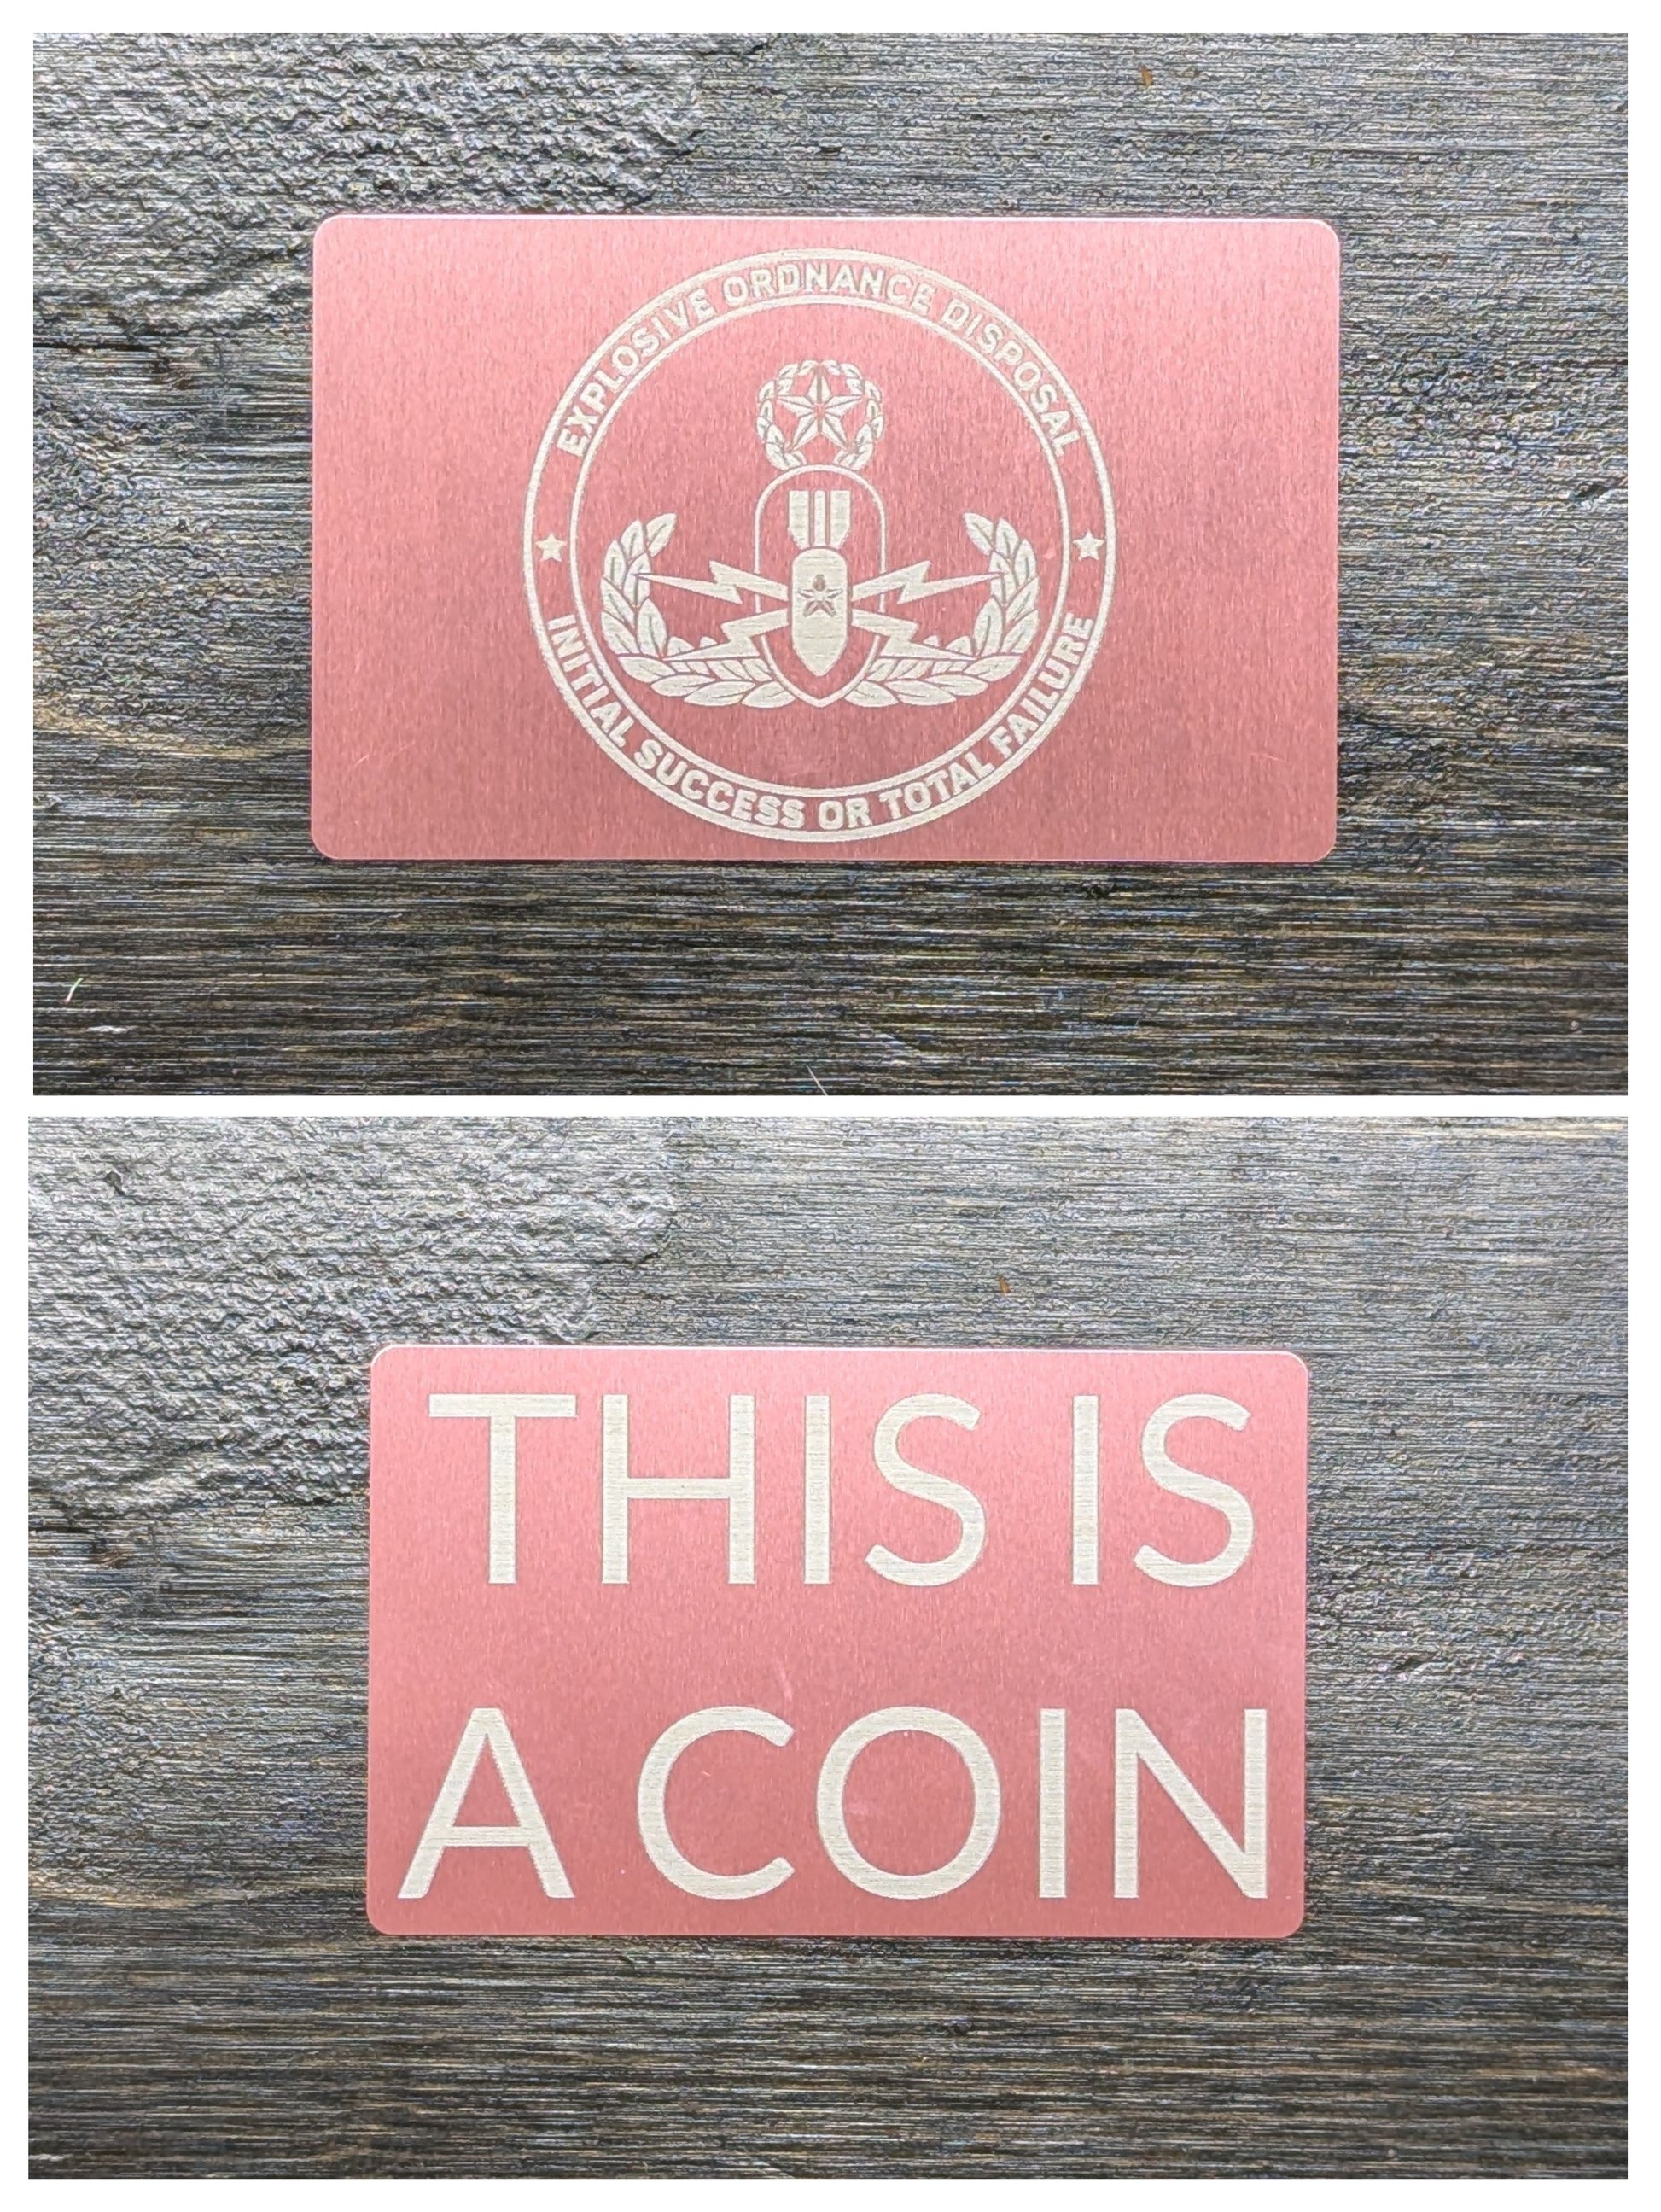 EXPLOSIVE ORDNANCE DISPOSAL
INITIAL SUCCESS OR TOTAL FAILURE
THIS IS
A COIN